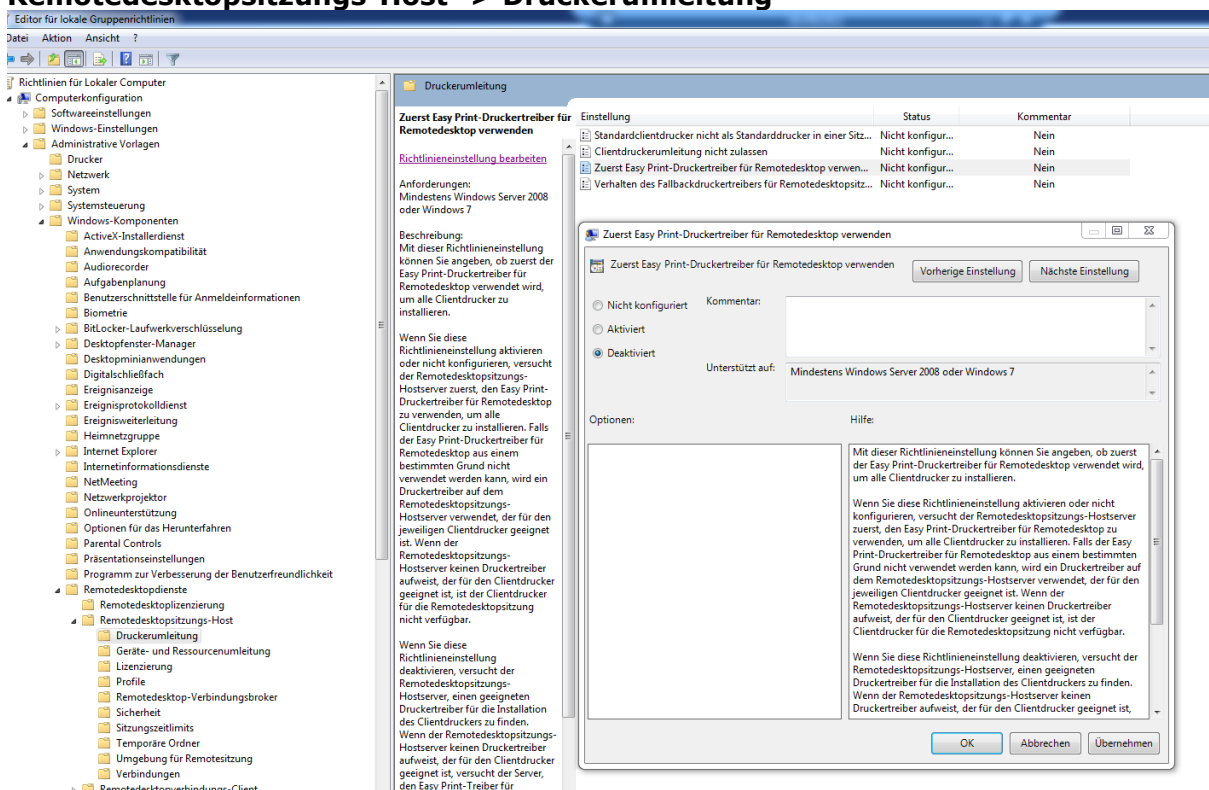 Remotedesktopsitzungs-Host -> Druckerumleitung
Editor für lokale Gruppenrichtlinien
Datei Aktion Ansicht ?
Richtlinien für Lokaler Computer
Computerkonfiguration
Softwareeinstellungen
Windows-Einstellungen
Administrative Vorlagen
Drucker
Netzwerk
System
Systemsteuerung
Windows-Komponenten
ActiveX-Installerdienst
Anwendungskompatibilität
Audiorecorder
Aufgabenplanung
Benutzerschnittstelle für Anmeldeinformationen
Biometrie
BitLocker-Laufwerkverschlüsselung
Desktopfenster-Manager
Desktopminianwendungen
Digitalschließfach
Ereignisanzeige
Ereignisprotokolldienst
Ereignisweiterleitung
Heimnetzgruppe
Internet Explorer
Internetinformationsdienste
NetMeeting
Netzwerkprojektor
Onlineunterstützung
Optionen für das Herunterfahren
Parental Controls
Präsentationseinstellungen
Programm zur Verbesserung der Benutzerfreundlichkeit
Remotedesktopdienste
Remotedesktoplizenzierung
Remotedesktopsitzungs-Host
Druckerumleitung
Geräte- und Ressourcenumleitung
Lizenzierung
Profile
Remotedesktop-Verbindungsbroker
Sicherheit
Sitzungszeitlimits
Temporäre Ordner
Umgebung für Remotesitzung
Verbindungen
Remotedesktopverbindungs-Client
Druckerumleitung
Zuerst Easy Print-Druckertreiber für
Remotedesktop verwenden
Richtlinieneinstellung bearbeiten
Anforderungen:
Mindestens Windows Server 2008
oder Windows 7
Beschreibung:
Mit dieser Richtlinieneinstellung
können Sie angeben, ob zuerst der
Easy Print-Druckertreiber für
Remotedesktop verwendet wird,
um alle Clientdrucker zu
installieren.
Wenn Sie diese
Richtlinieneinstellung aktivieren
oder nicht konfigurieren, versucht
der Remotedesktopsitzungs-
Hostserver zuerst, den Easy Print-
Druckertreiber für Remotedesktop
zu verwenden, um alle
Clientdrucker zu installieren. Falls
der Easy Print-Druckertreiber für
Remotedesktop aus einem
bestimmten Grund nicht
verwendet werden kann, wird ein
Druckertreiber auf dem
Remotedesktopsitzungs-
Hostserver verwendet, der für den
jeweiligen Clientdrucker geeignet
ist. Wenn der
Remotedesktopsitzungs-
Hostserver keinen Druckertreiber
aufweist, der für den Clientdrucker
geeignet ist, ist der Clientdrucker
für die Remotedesktopsitzung
nicht verfügbar.
Wenn Sie diese
Richtlinieneinstellung
deaktivieren, versucht der
Remotedesktopsitzungs-
Hostserver, einen geeigneten
Druckertreiber für die Installation
des Clientdruckers zu finden.
Wenn der Remotedesktopsitzungs-
Hostserver keinen Druckertreiber
aufweist, der für den Clientdrucker
geeignet ist, versucht der Server,
den Easy Print-Treiber für
Einstellung Status Kommentar
Standardclientdrucker nicht als Standarddrucker in einer Sitz... Nicht konfigur... Nein
Clientdruckerumleitung nicht zulassen Nicht konfigur... Nein
Zuerst Easy Print-Druckertreiber für Remotedesktop verwen... Nicht konfigur... Nein
Verhalten des Fallbackdruckertreibers für Remotedesktopsitz... Nicht konfigur... Nein
Zuerst Easy Print-Druckertreiber für Remotedesktop verwenden
Zuerst Easy Print-Druckertreiber für Remotedesktop verwenden
Vorherige Einstellung Nächste Einstellung
Nicht konfiguriert Kommentar:
Aktiviert
Deaktiviert
Unterstützt auf: Mindestens Windows Server 2008 oder Windows 7
Optionen: Hilfe:
Mit dieser Richtlinieneinstellung können Sie angeben, ob zuerst
der Easy Print-Druckertreiber für Remotedesktop verwendet wird,
um alle Clientdrucker zu installieren.
Wenn Sie diese Richtlinieneinstellung aktivieren oder nicht
konfigurieren, versucht der Remotedesktopsitzungs-Hostserver
zuerst, den Easy Print-Druckertreiber für Remotedesktop zu
verwenden, um alle Clientdrucker zu installieren. Falls der Easy
Print-Druckertreiber für Remotedesktop aus einem bestimmten
Grund nicht verwendet werden kann, wird ein Druckertreiber auf
dem Remotedesktopsitzungs-Hostserver verwendet, der für den
jeweiligen Clientdrucker geeignet ist. Wenn der
Remotedesktopsitzungs-Hostserver keinen Druckertreiber
aufweist, der für den Clientdrucker geeignet ist, ist der
Clientdrucker für die Remotedesktopsitzung nicht verfügbar.
Wenn Sie diese Richtlinieneinstellung deaktivieren, versucht der
Remotedesktopsitzungs-Hostserver, einen geeigneten
Druckertreiber für die Installation des Clientdruckers zu finden.
Wenn der Remotedesktopsitzungs-Hostserver keinen
Druckertreiber aufweist, der für den Clientdrucker geeignet ist,
OK Abbrechen Übernehmen